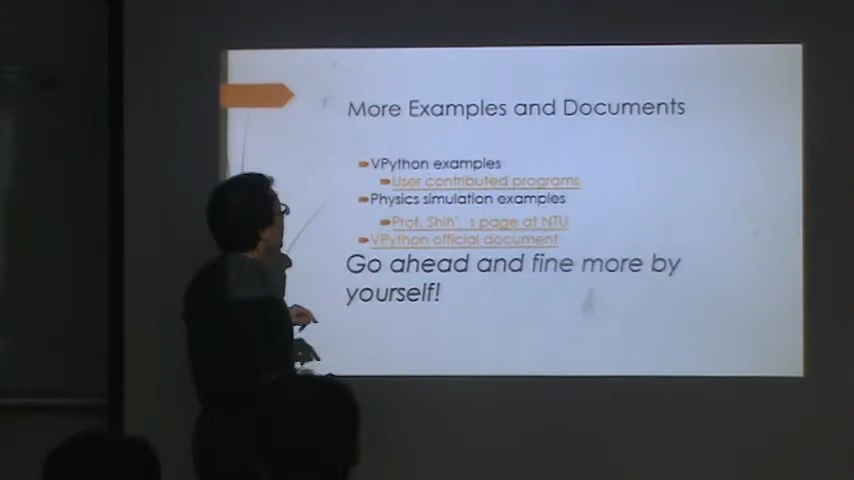 More Examples and Documents
VPython examples
User contributed programs
Physics simulation examples
Prof. Shih', s page at NTU
VPython official document
Go ahead and fine more by
yourself!